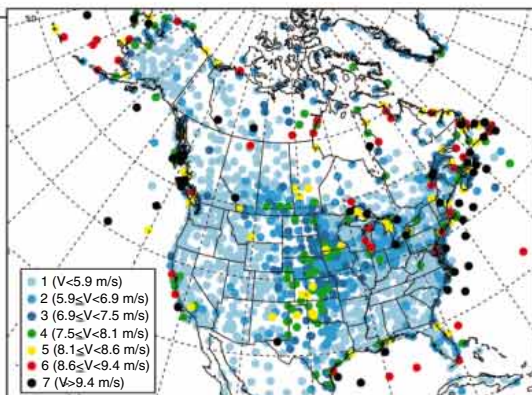 1 (V<5.9 m/s)
2 (5.9≤V<6.9 m/s)
3 (6.9≤V<7.5 m/s)
4 (7.5≤V<8.1 m/s)
5 (8.1≤V<8.6 m/s)
6 (8.6≤V<9.4 m/s)
7 (V>9.4 m/s)